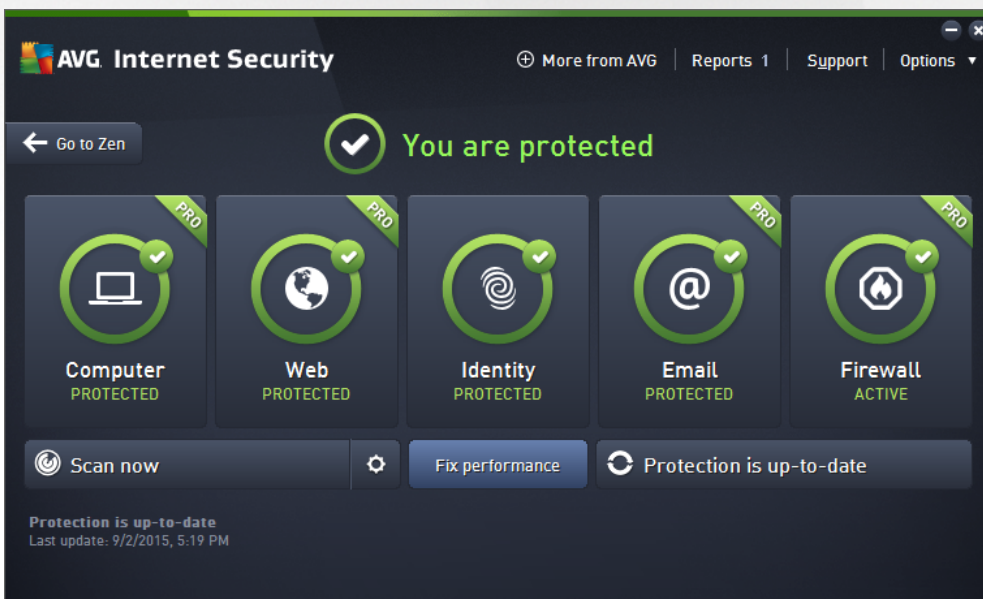 AVG Internet Security
More from AVG
Reports 1
Support
Options
Go to Zen
You are protected
PRO
PRO
PRO
PRO
Computer
PROTECTED
Web
PROTECTED
Identity
PROTECTED
@
Email
PROTECTED
Firewall
ACTIVE
Scan now
Fix performance
Protection is up-to-date
Protection is up-to-date
Last update: 9/2/2015, 5:19 PM